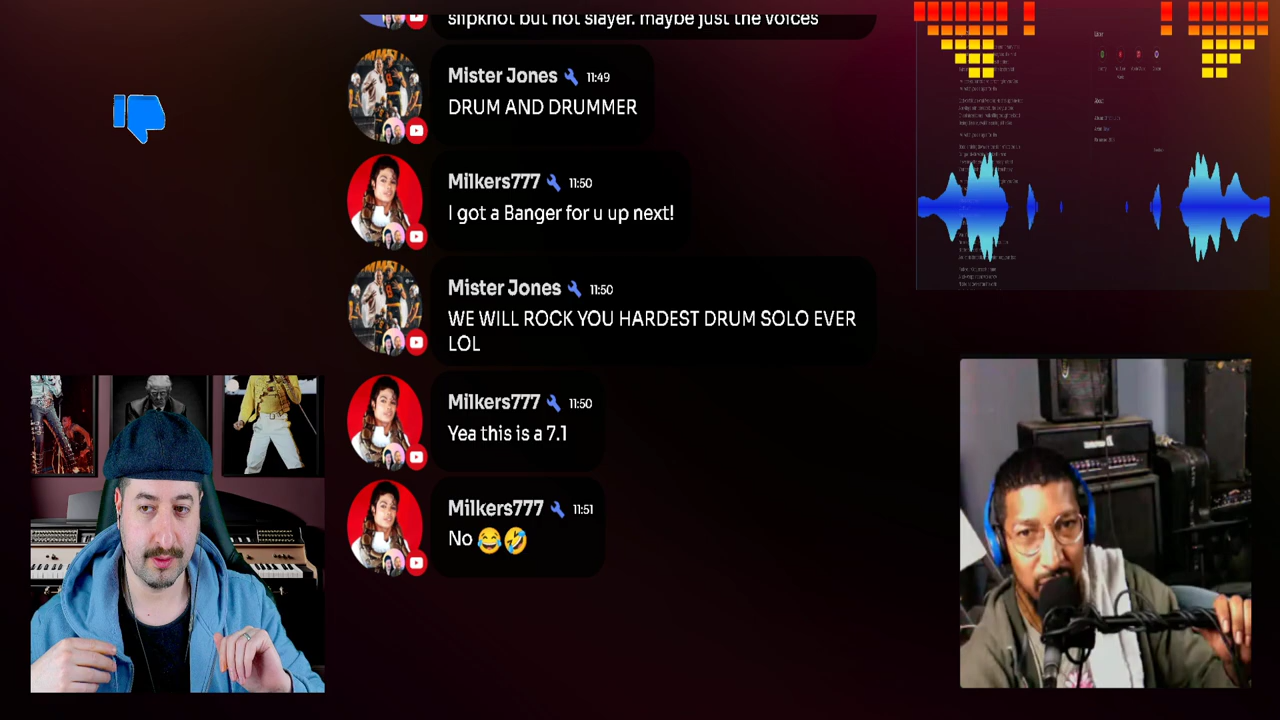 slipknot but not slayer. maybe just the voices
Mister Jones 11:49
DRUM AND DRUMMER
Milkers777 11:50
I got a Banger for u up next!
Mister Jones 11:50
WE WILL ROCK YOU HARDEST DRUM SOLO EVER
LOL
Milkers777 11:50
Yea this is a 7.1
Milkers777 11:51
No 😂🤣